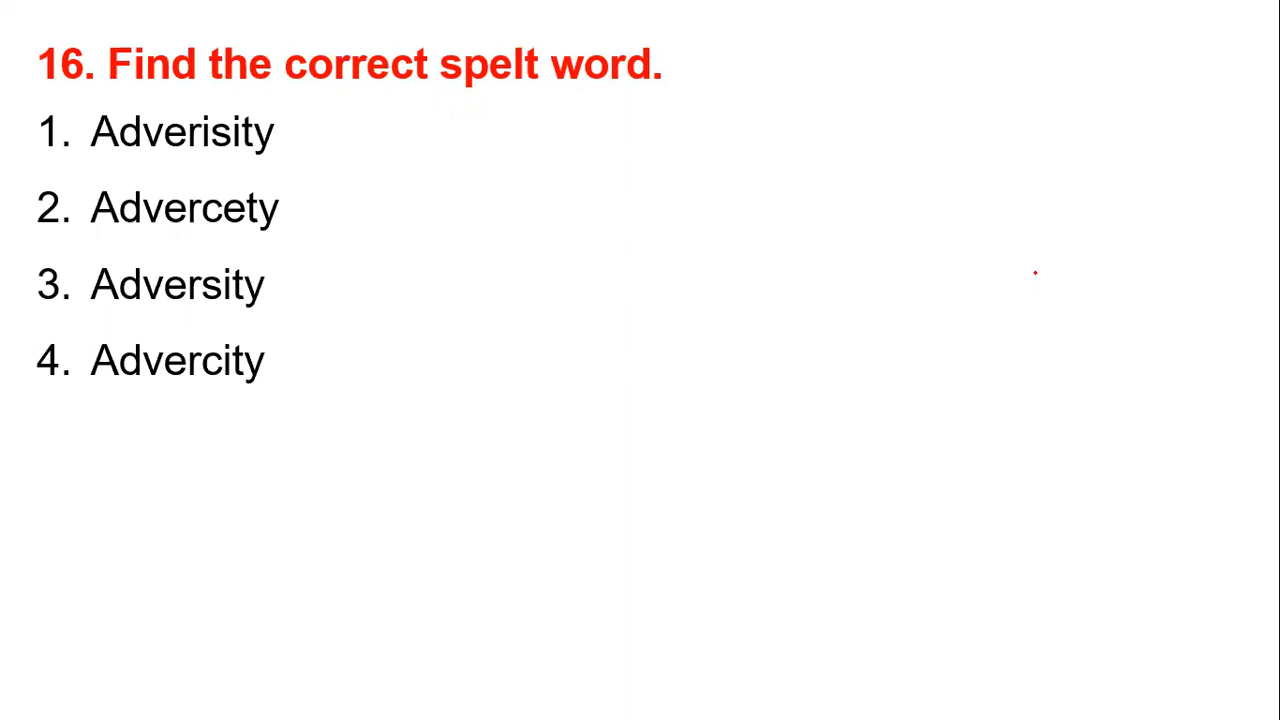 16. Find the correct spelt word.
1. Adverisity
2. Advercety
3. Adversity
4. Advercity